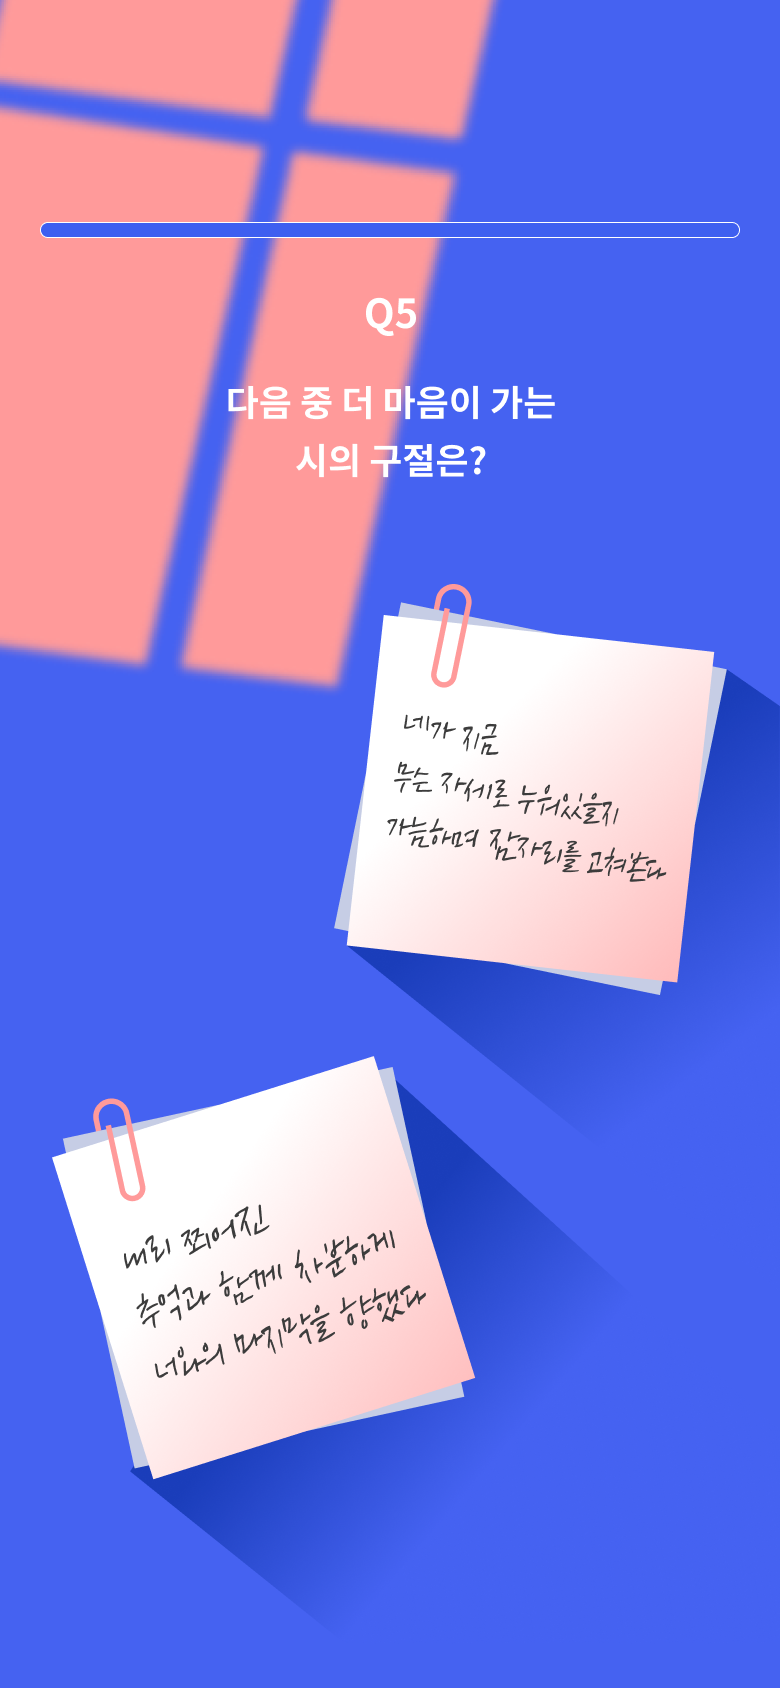 Q5
다음 중 더 마음이 가는
시의 구절은?
네가 지금
무슨 자세로 누워있을지
가늠하며 잠자리를 고쳐본다
내리 찢어진
추억과 함께 차분하게
너와의 마지막을 향했다